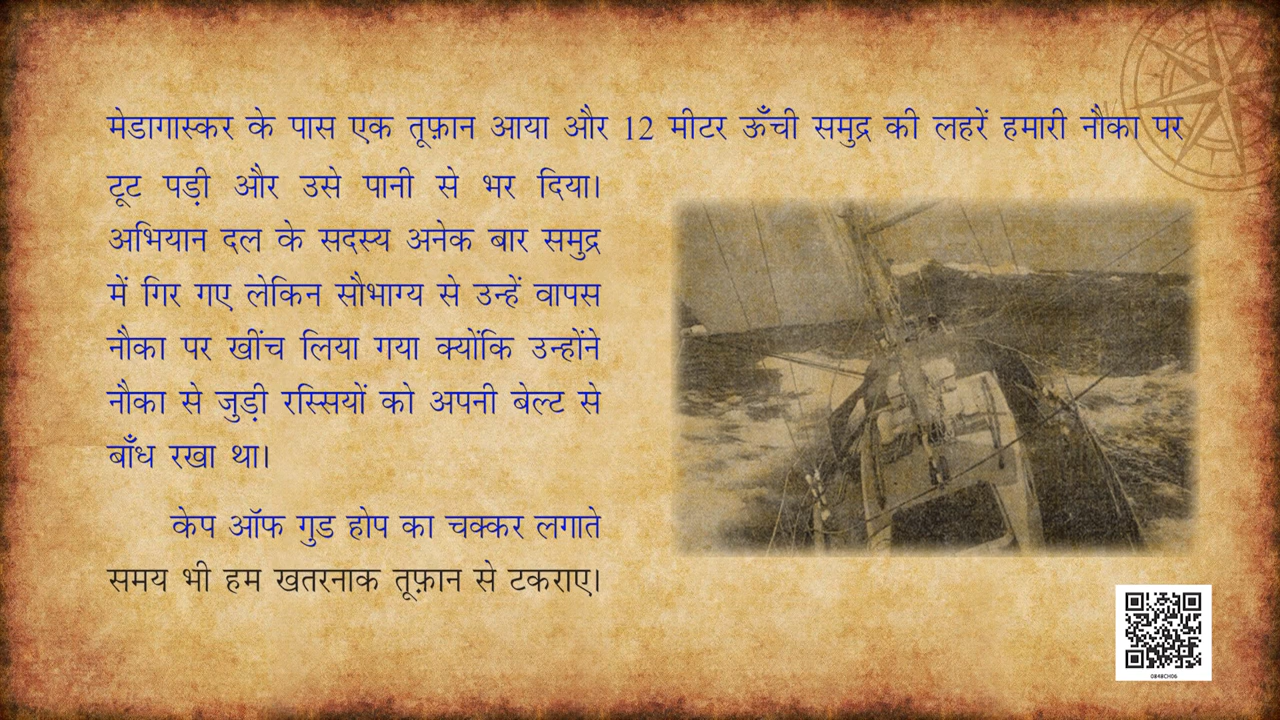 मेडागास्कर के पास एक तूफ़ान आया और 12 मीटर ऊँची समुद्र की लहरें हमारी नौका पर
टूट पड़ी और उसे पानी से भर दिया।
अभियान दल के सदस्य अनेक बार समुद्र
में गिर गए लेकिन सौभाग्य से उन्हें वापस
नौका पर खींच लिया गया क्योंकि उन्होंने
नौका से जुड़ी रस्सियों को अपनी बेल्ट से
बाँध रखा था।
केप ऑफ गुड होप का चक्कर लगाते
समय भी हम खतरनाक तूफ़ान से टकराए।
0848CH06